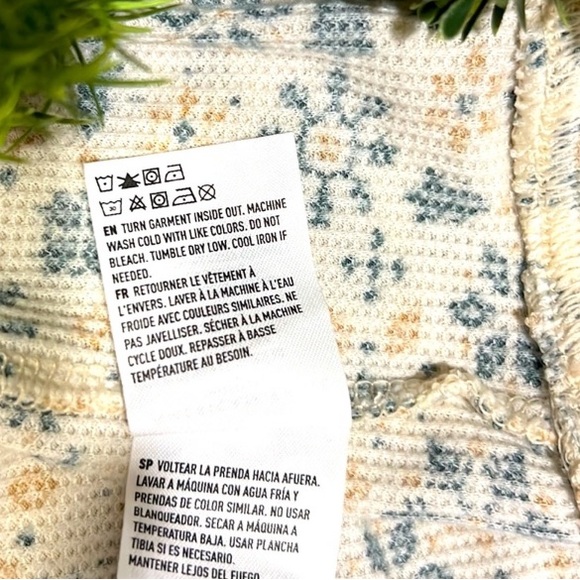 EN TURN GARMENT INSIDE OUT. MACHINE
WASH COLD WITH LIKE COLORS. DO NOT
BLEACH. TUMBLE DRY LOW. COOL IRON IF
NEEDED.
FR RETOURNER LE VÊTEMENT À
L'ENVERS. LAVER À LA MACHINE À L'EAU
FROIDE AVEC COULEURS SIMILAIRES. NE
PAS JAVELLISER. SÉCHER À LA MACHINE
CYCLE DOUX. REPASSER À BASSE
TEMPÉRATURE AU BESOIN.
SP VOLTEAR LA PRENDA HACIA AFUERA.
LAVAR A MÁQUINA CON AGUA FRÍA Y
PRENDAS DE COLOR SIMILAR. NO USAR
BLANQUEADOR. SECAR A MÁQUINA A
TEMPERATURA BAJA. USAR PLANCHA
TIBIA SI ES NECESARIO.
MANTENER LEJOS DEL FUEGO